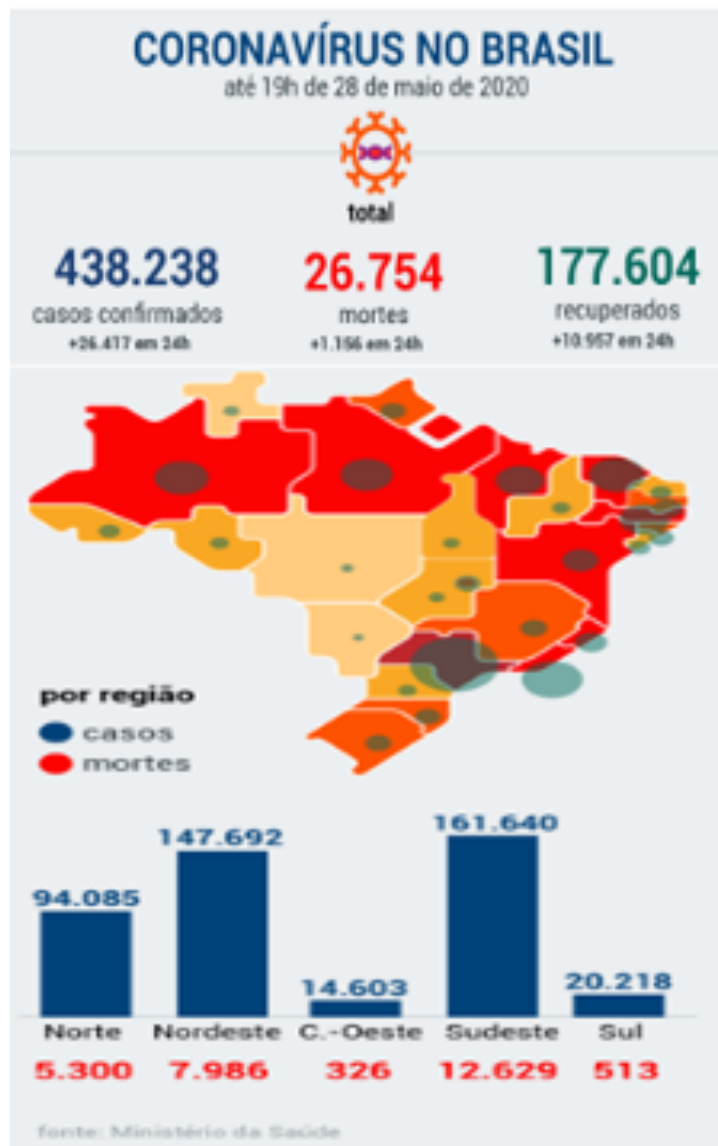 CORONAVÍRUS NO BRASIL
até 19h de 28 de maio de 2020
total
438.238
casos confirmados
+26.417 em 24h
26.754
mortes
+1.156 em 24h
177.604
recuperados
+10.957 em 24h
por região
casos
mortes
94.085
147.692
14.603
161.640
20.218
Norte Nordeste C.-Oeste Sudeste Sul
5.300 7.986 326 12.629 513
fonte: Ministério da Saúde